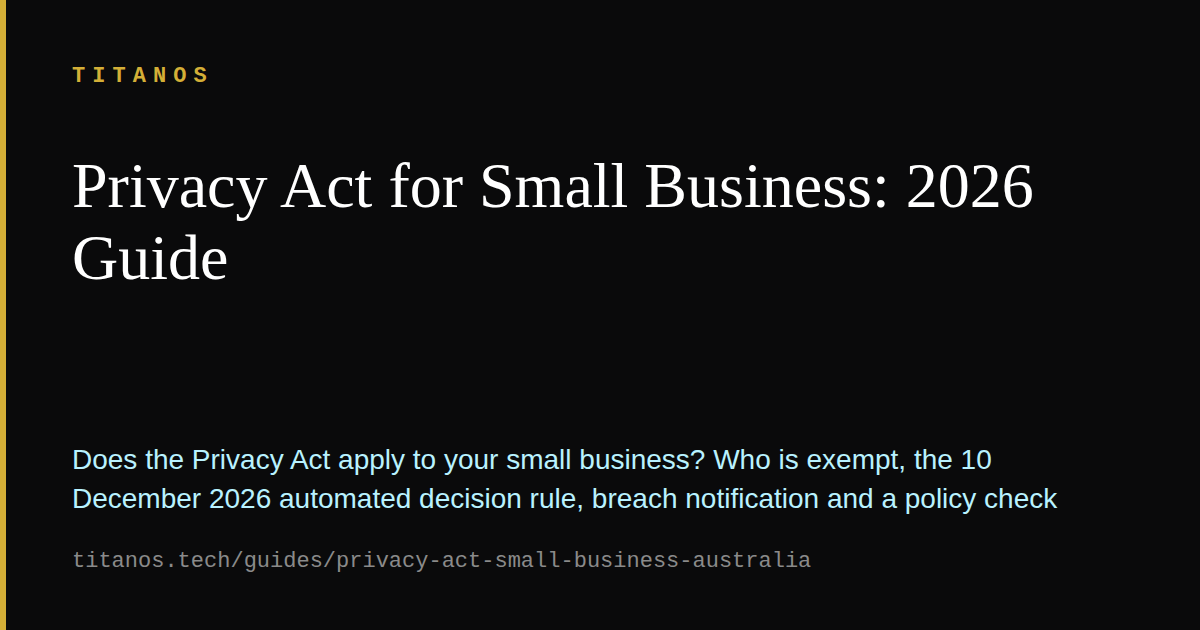 TITANOS
Privacy Act for Small Business: 2026
Guide
Does the Privacy Act apply to your small business? Who is exempt, the 10
December 2026 automated decision rule, breach notification and a policy check
titanos.tech/guides/privacy-act-small-business-australia